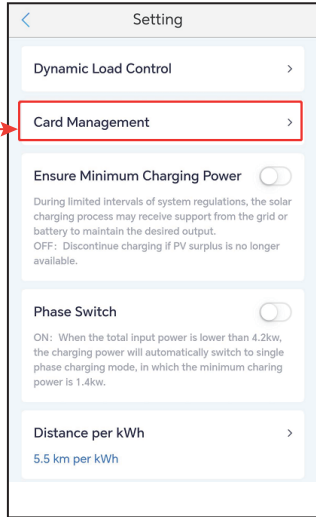 Setting
Dynamic Load Control
Card Management
Ensure Minimum Charging Power
During limited intervals of system regulations, the solar
charging process may receive support from the grid or
battery to maintain the desired output.
OFF: Discontinue charging if PV surplus is no longer
available.
Phase Switch
ON: When the total input power is lower than 4.2kw,
the charging power will automatically switch to single
phase charging mode, in which the minimum charing
power is 1.4kw.
Distance per kWh
5.5 km per kWh